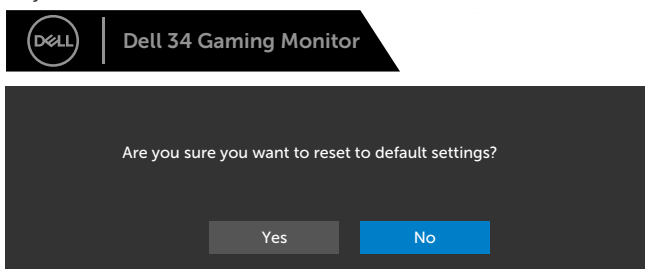 DELL
Dell 34 Gaming Monitor
Are you sure you want to reset to default settings?
Yes
No